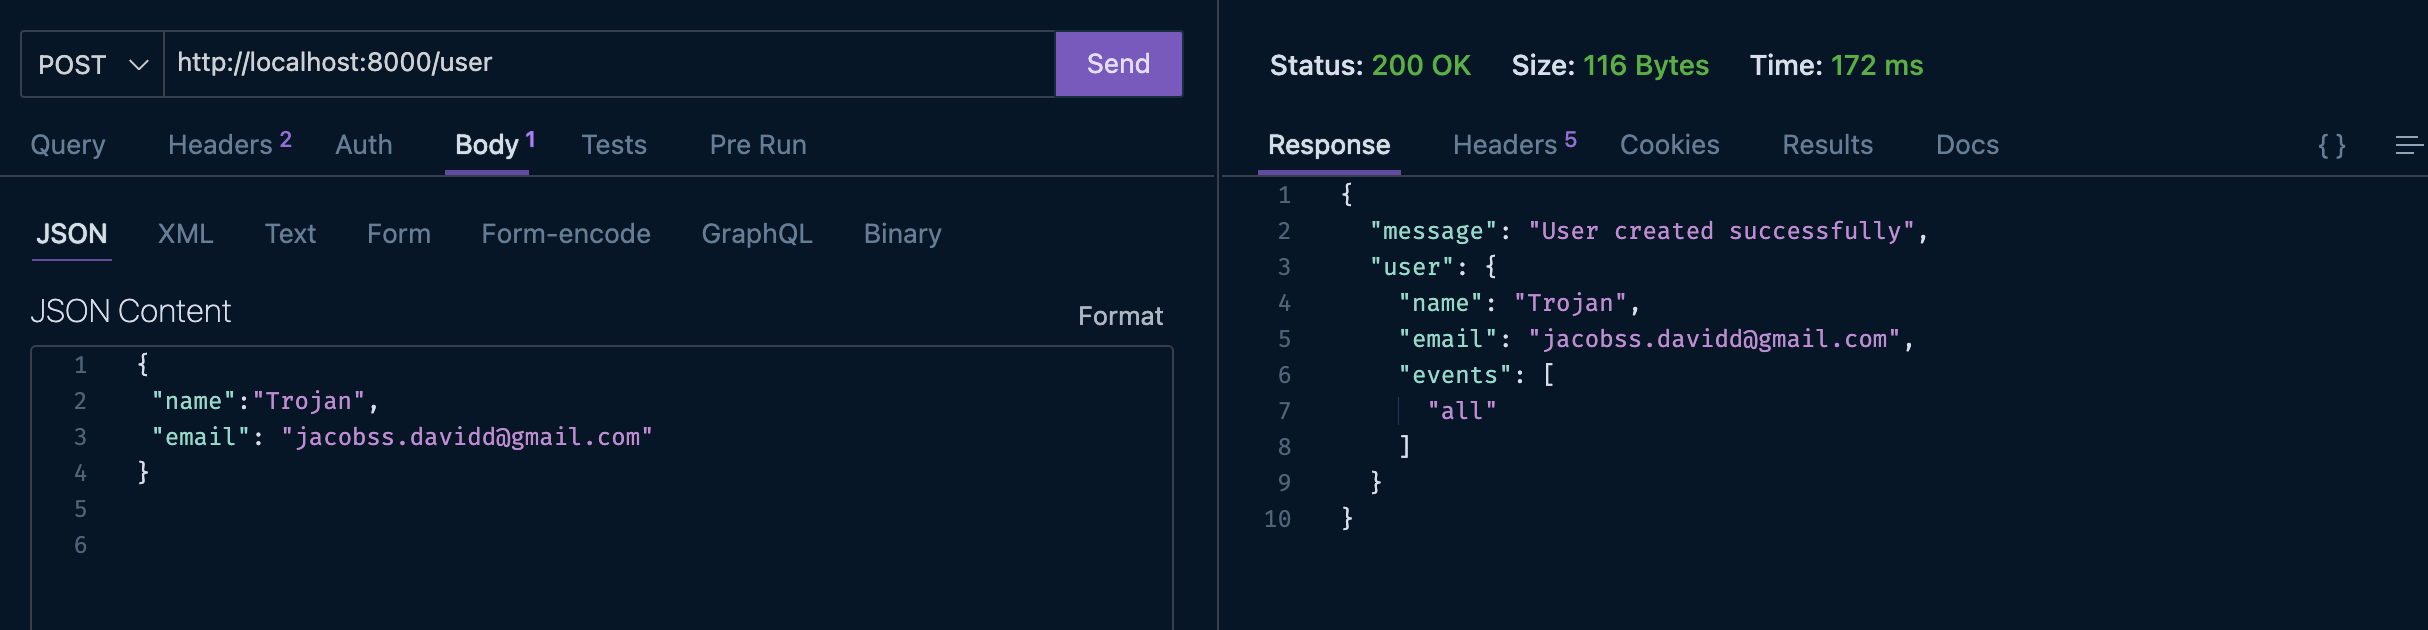 POST http://localhost:8000/user Send
Query Headers 2 Auth Body 1 Tests Pre Run
JSON XML Text Form Form-encode GraphQL Binary
JSON Content Format
1 {
2 "name":"Trojan",
3 "email": "jacobss.davidd@gmail.com"
4 }
5
6
Status: 200 OK Size: 116 Bytes Time: 172 ms
Response Headers 5 Cookies Results Docs {}
1 {
2 "message": "User created successfully",
3 "user": {
4 "name": "Trojan",
5 "email": "jacobss.davidd@gmail.com",
6 "events": [
7 "all"
8 ]
9 }
10 }